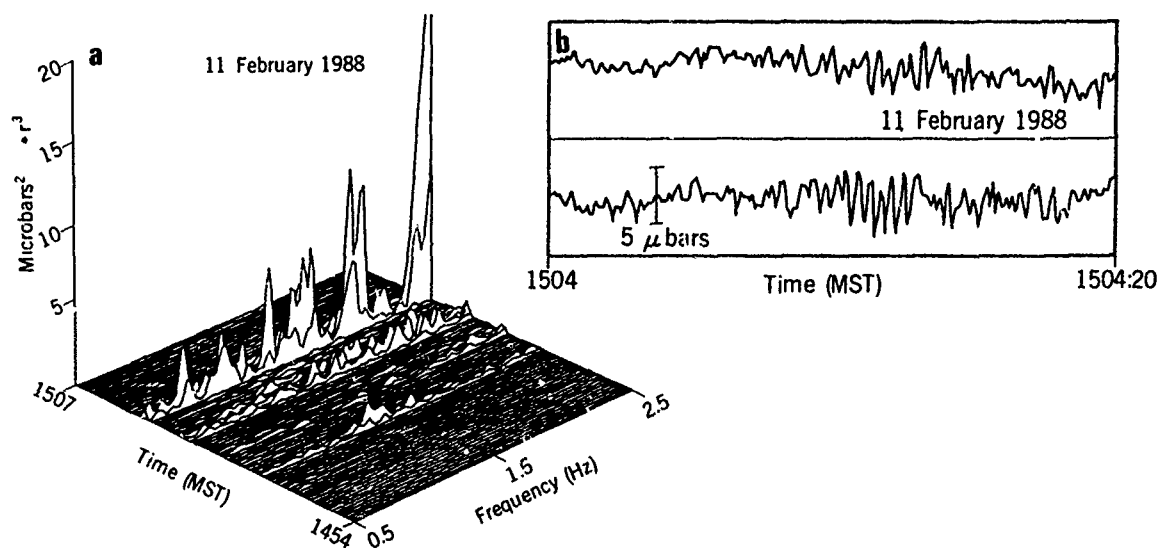 a
11 February 1988
20
15
10
5
Microbars² • r³
1507
Time (MST)
1454
0.5
1.5
2.5
Frequency (Hz)
b
11 February 1988
5 μ bars
1504
Time (MST)
1504:20